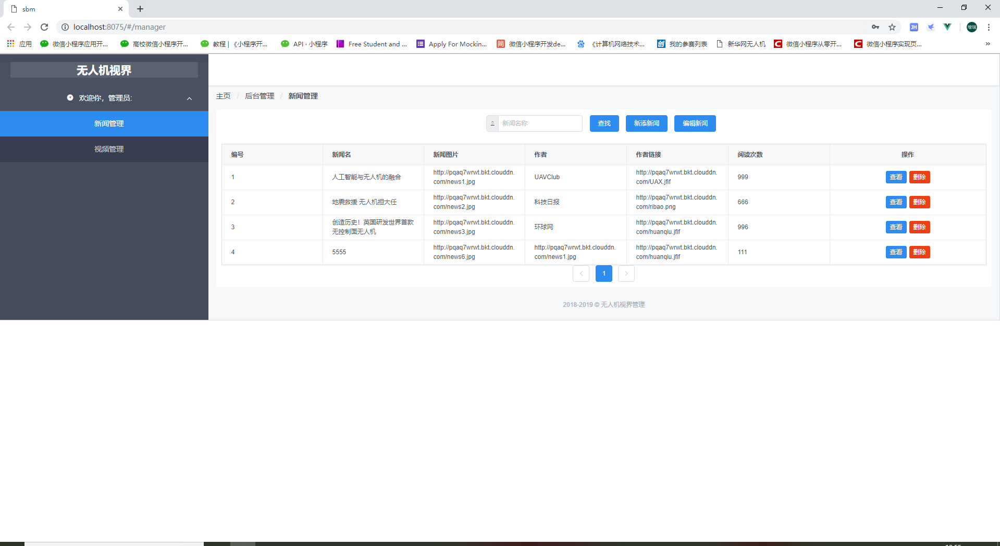 sbm
localhost:8075/#/manager
应用
微信小程序应用开...
高校微信小程序开...
教程 | 《小程序开...
API · 小程序
Free Student and ...
Apply For Mockin...
简
微信小程序开发de...
《计算机网络技术...
创
我的参赛列表
新华网无人机
微信小程序从零开...
微信小程序实现页...
»
JH
增瑞
无人机视界
欢迎你，管理员:
新闻管理
视频管理
主页 / 后台管理 / 新闻管理
新闻名称
查找
新添新闻
编辑新闻
编号 新闻名 新闻图片 作者 作者链接 阅读次数 操作
1 人工智能与无人机的融合 http://pqaq7wrwt.bkt.clouddn. UAVClub http://pqaq7wrwt.bkt.clouddn. 999 查看 删除
com/news1.jpg com/UAX.jfif
2 地震救援 无人机担大任 http://pqaq7wrwt.bkt.clouddn. 科技日报 http://pqaq7wrwt.bkt.clouddn. 666 查看 删除
com/news2.jpg com/ribao.png
3 创造历史！英国研发世界首款 http://pqaq7wrwt.bkt.clouddn. 环球网 http://pqaq7wrwt.bkt.clouddn. 996 查看 删除
无控制面无人机 com/news3.jpg com/huanqiu.jfif
4 5555 http://pqaq7wrwt.bkt.clouddn. http://pqaq7wrwt.bkt.clouddn. http://pqaq7wrwt.bkt.clouddn. 111 查看 删除
com/news6.jpg com/news1.jpg com/huanqiu.jfif
1
2018-2019 © 无人机视界管理